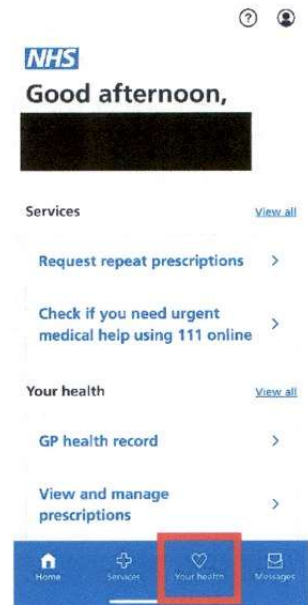 NHS
Good afternoon,
Services View all
Request repeat prescriptions
Check if you need urgent
medical help using 111 online
Your health View all
GP health record
View and manage
prescriptions
Home Services Your health Messages